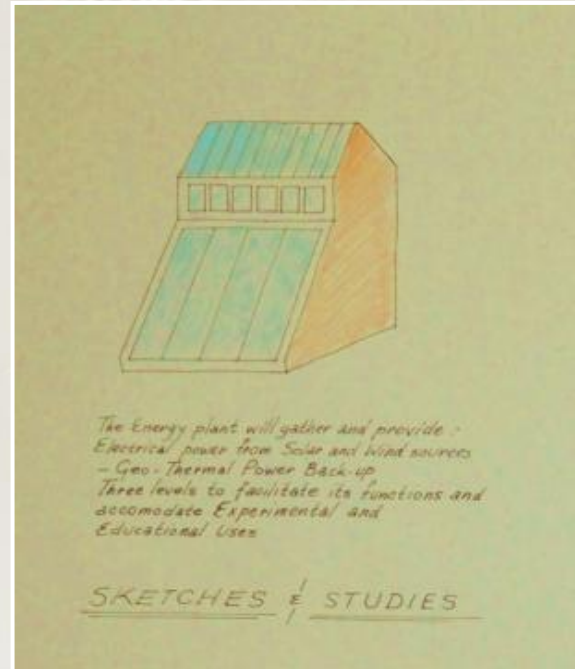 The Energy plant will gather and provide :
Electrical power from Solar and Wind sources
- Geo-Thermal Power Back-up
Three levels to facilitate its functions and
accomodate Experimental and
Educational Uses
SKETCHES & STUDIES